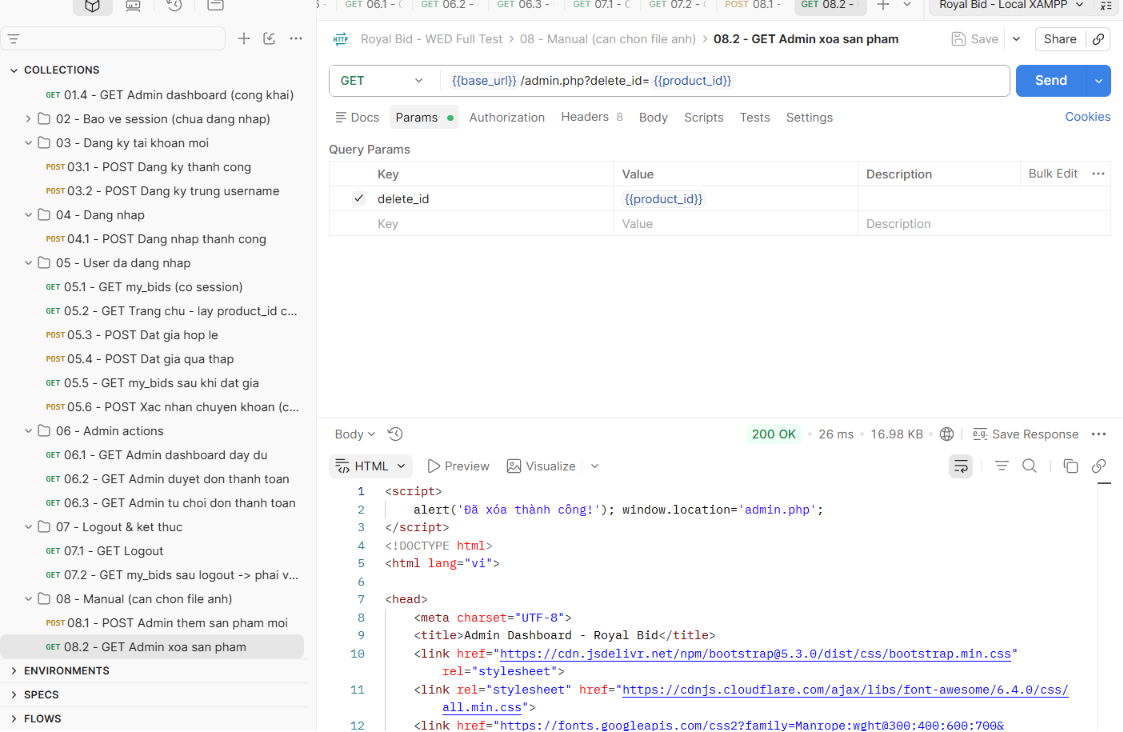 GET 06.1 -
GET 06.2 -
GET 06.3 -
GET 07.1 -
GET 07.2 -
POST 08.1 -
GET 08.2 -
Royal Bid - Local XAMPP
Royal Bid - WED Full Test > 08 - Manual (can chon file anh) > 08.2 - GET Admin xoa san pham
Save
Share
COLLECTIONS
GET 01.4 - GET Admin dashboard (cong khai)
02 - Bao ve session (chua dang nhap)
03 - Dang ky tai khoan moi
POST 03.1 - POST Dang ky thanh cong
POST 03.2 - POST Dang ky trung username
04 - Dang nhap
POST 04.1 - POST Dang nhap thanh cong
05 - User da dang nhap
GET 05.1 - GET my_bids (co session)
GET 05.2 - GET Trang chu - lay product_id c...
POST 05.3 - POST Dat gia hop le
POST 05.4 - POST Dat gia qua thap
GET 05.5 - GET my_bids sau khi dat gia
POST 05.6 - POST Xac nhan chuyen khoan (c...
06 - Admin actions
GET 06.1 - GET Admin dashboard day du
GET 06.2 - GET Admin duyet don thanh toan
GET 06.3 - GET Admin tu choi don thanh toan
07 - Logout & ket thuc
GET 07.1 - GET Logout
GET 07.2 - GET my_bids sau logout -> phai v...
08 - Manual (can chon file anh)
POST 08.1 - POST Admin them san pham moi
GET 08.2 - GET Admin xoa san pham
ENVIRONMENTS
SPECS
FLOWS
GET
{{base_url}} /admin.php?delete_id= {{product_id}}
Send
Docs
Params
Authorization
Headers 8
Body
Scripts
Tests
Settings
Cookies
Query Params
Key
Value
Description
Bulk Edit
delete_id
{{product_id}}
Key
Value
Description
Body
200 OK
26 ms
16.98 KB
e.g.
Save Response
HTML
Preview
Visualize
1 <script>
2 alert('Đã xóa thành công!'); window.location='admin.php';
3 </script>
4 <!DOCTYPE html>
5 <html lang="vi">
6
7 <head>
8 <meta charset="UTF-8">
9 <title>Admin Dashboard - Royal Bid</title>
10 <link href="https://cdn.jsdelivr.net/npm/bootstrap@5.3.0/dist/css/bootstrap.min.css"
rel="stylesheet">
11 <link rel="stylesheet" href="https://cdnjs.cloudflare.com/ajax/libs/font-awesome/6.4.0/css/
all.min.css">
12 <link href="https://fonts.googleapis.com/css2?family=Manrope:wght@300;400;600;700&